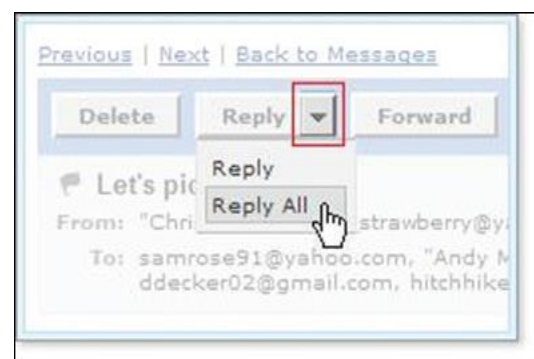 Previous | Next | Back to Messages
Delete Reply Forward
Reply
Reply All
Let's pic
From: "Chri _strawberry@y
To: samrose91@yahoo.com, "Andy M
ddecker02@gmail.com, hitchhike